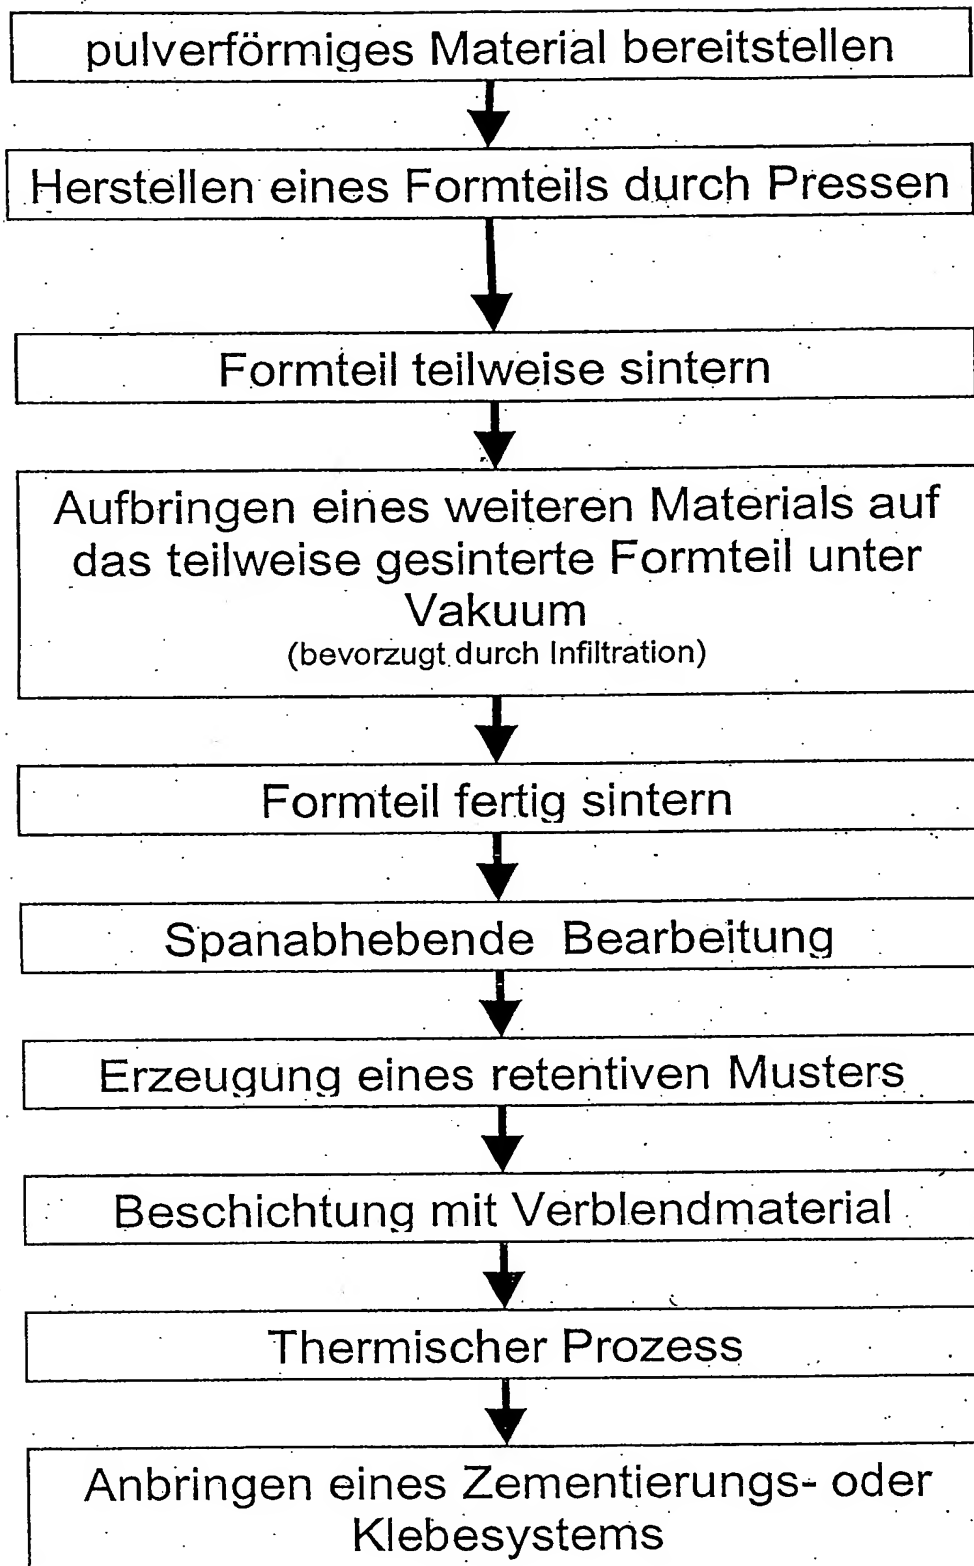 pulverförmiges Material bereitstellen
Herstellen eines Formteils durch Pressen
Formteil teilweise sintern
Aufbringen eines weiteren Materials auf
das teilweise gesinterte Formteil unter
Vakuum
(bevorzugt durch Infiltration)
Formteil fertig sintern
Spanabhebende Bearbeitung
Erzeugung eines retentiven Musters
Beschichtung mit Verblendmaterial
Thermischer Prozess
Anbringen eines Zementierungs- oder
Klebesystems